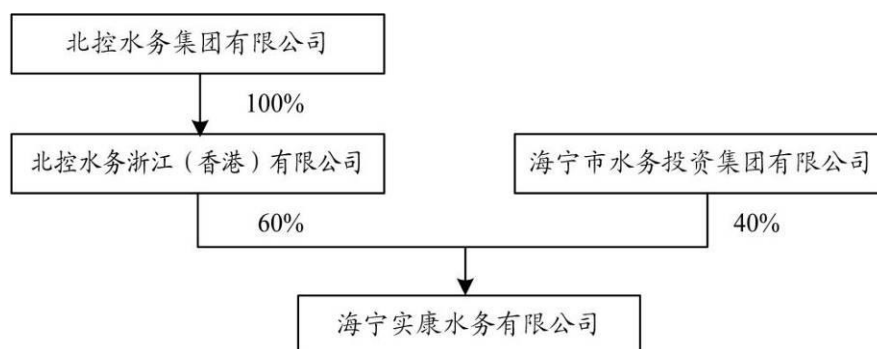 北控水务集团有限公司
100%
北控水务浙江（香港）有限公司
海宁市水务投资集团有限公司
60%
40%
海宁实康水务有限公司